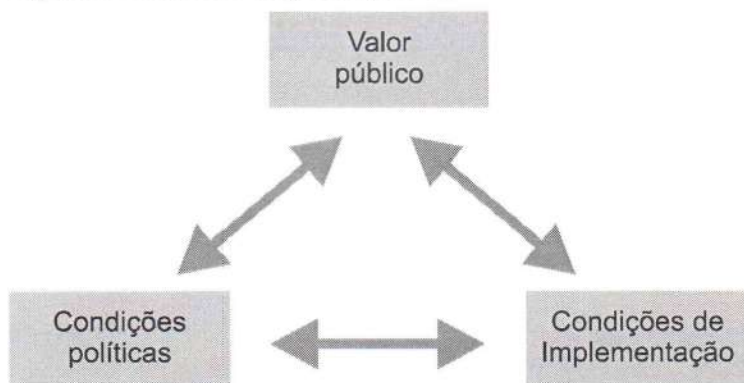 Valor
público
Condições
políticas
Condições de
Implementação